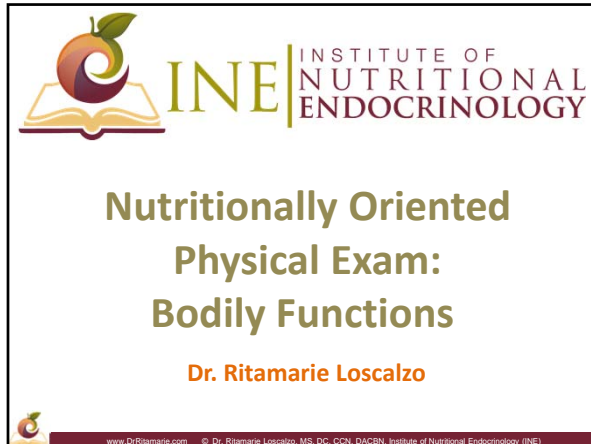 INE
INSTITUTE OF
NUTRITIONAL
ENDOCRINOLOGY
Nutritionally Oriented
Physical Exam:
Bodily Functions
Dr. Ritamarie Loscalzo
www.DrRitamarie.com © Dr. Ritamarie Loscalzo, MS, DC, CCN, DACBN, Institute of Nutritional Endocrinology (INE)